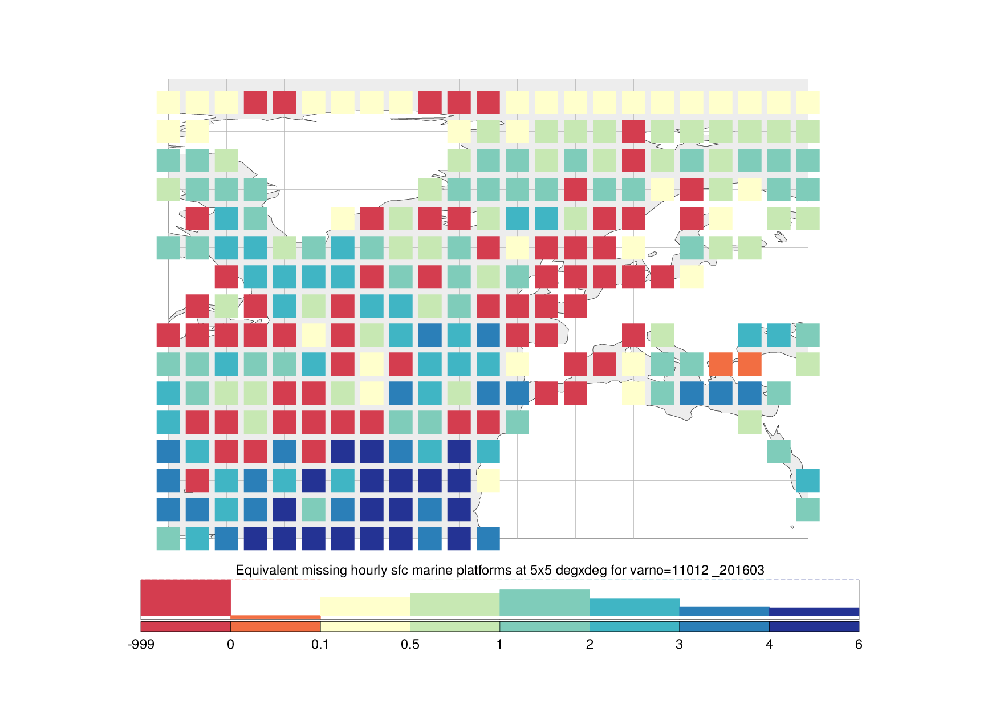 Equivalent missing hourly sfc marine platforms at 5x5 degxdeg for varno=11012 _201603
-999 0 0.1 0.5 1 2 3 4 6